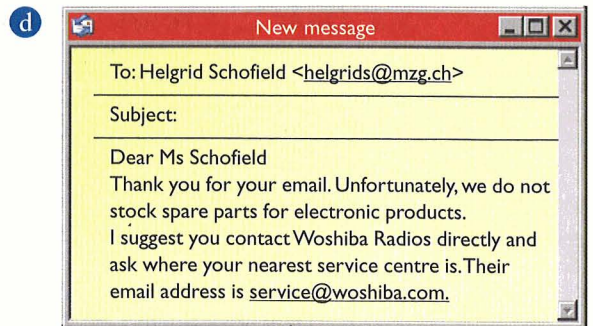 d
New message
To: Helgrid Schofield <helgrids@mzg.ch>
Subject:
Dear Ms Schofield
Thank you for your email. Unfortunately, we do not
stock spare parts for electronic products.
I suggest you contact Woshiba Radios directly and
ask where your nearest service centre is. Their
email address is service@woshiba.com.